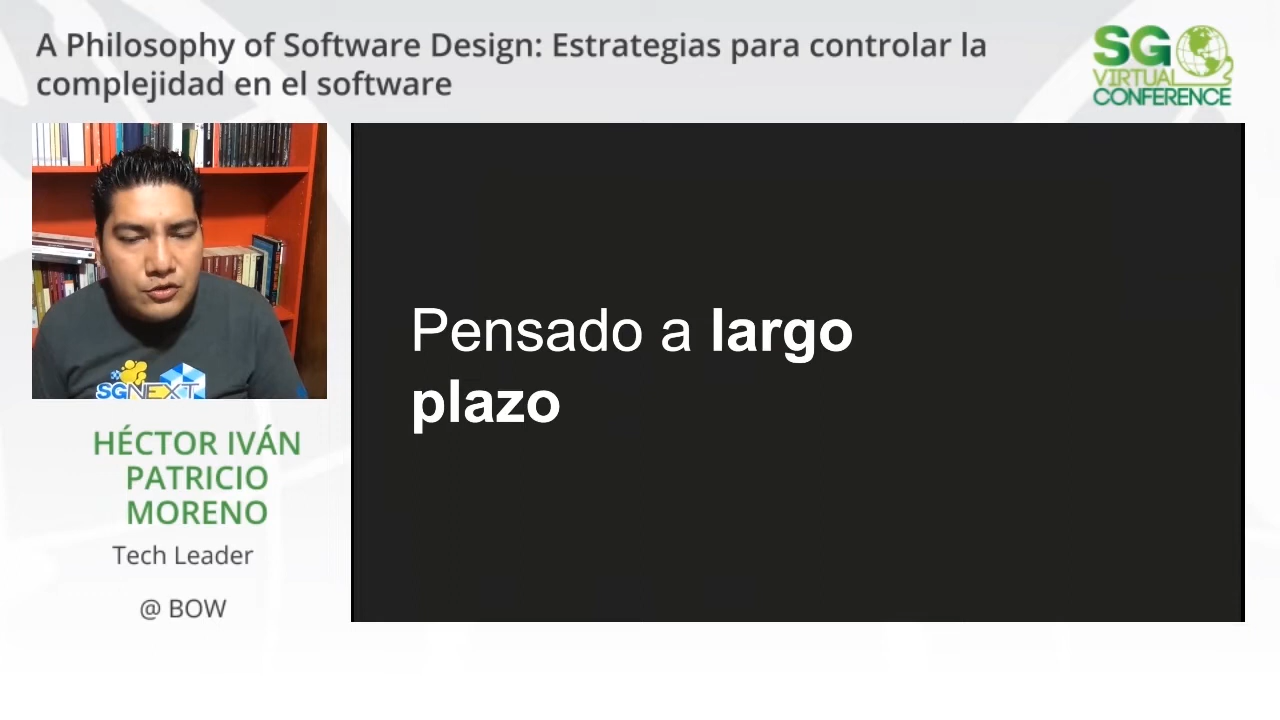 A Philosophy of Software Design: Estrategias para controlar la
complejidad en el software
SG
VIRTUAL
CONFERENCE
SGNEXT
Pensado a largo
plazo
HÉCTOR IVÁN
PATRICIO
MORENO
Tech Leader
@ BOW